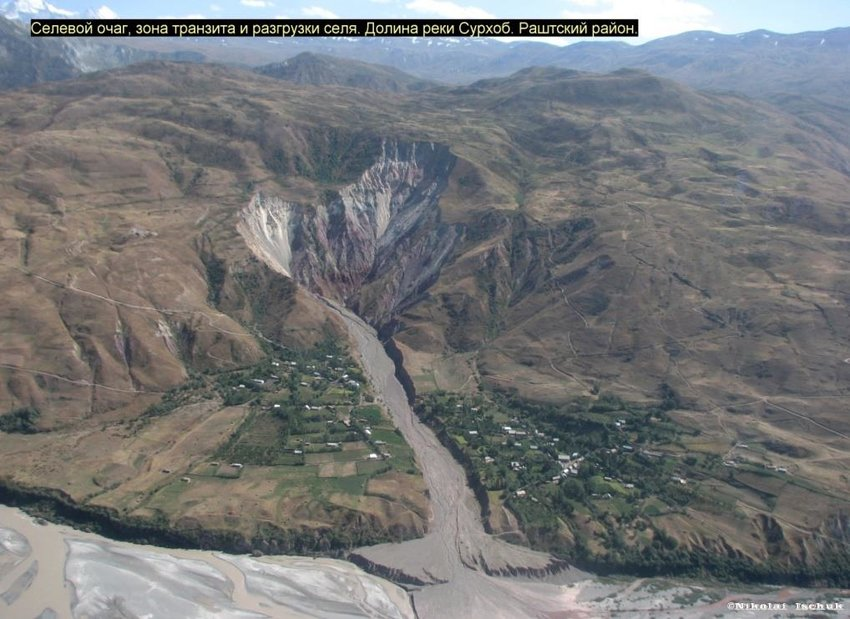 Селевой очаг, зона транзита и разгрузки селя. Долина реки Сурхоб. Раштский район.
©Nikolai Ischuk